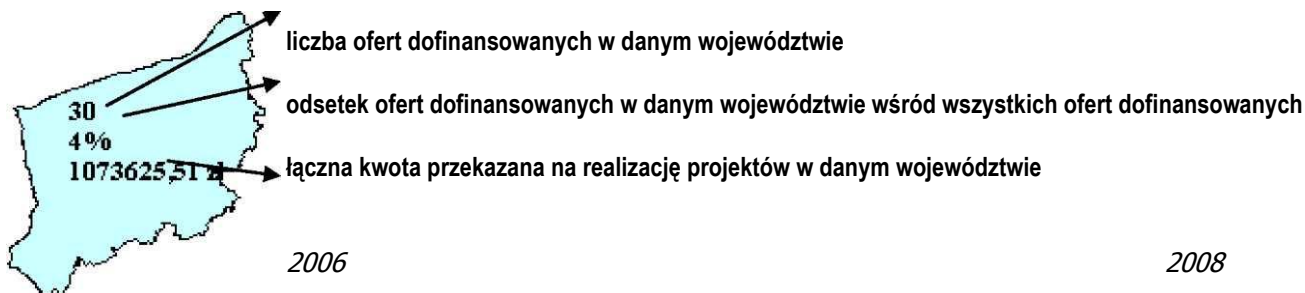 liczba ofert dofinansowanych w danym województwie
odsetek ofert dofinansowanych w danym województwie wśród wszystkich ofert dofinansowanych
30
4%
1073625,51 zł
łączna kwota przekazana na realizację projektów w danym województwie
2006 2008